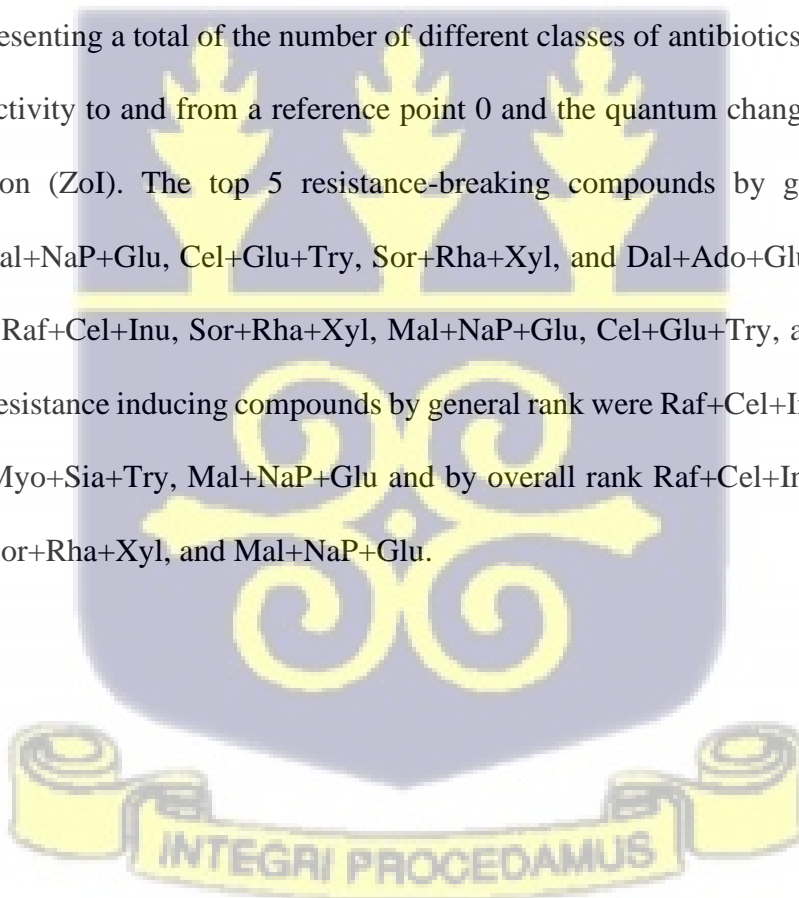 esenting a total of the number of different classes of antibiotics
ctivity to and from a reference point 0 and the quantum chang
on (ZoI). The top 5 resistance-breaking compounds by g
al+NaP+Glu, Cel+Glu+Try, Sor+Rha+Xyl, and Dal+Ado+Glu
Raf+Cel+Inu, Sor+Rha+Xyl, Mal+NaP+Glu, Cel+Glu+Try, a
esistance inducing compounds by general rank were Raf+Cel+I
Myo+Sia+Try, Mal+NaP+Glu and by overall rank Raf+Cel+In
or+Rha+Xyl, and Mal+NaP+Glu.
INTEGRI PROCEDAMUS